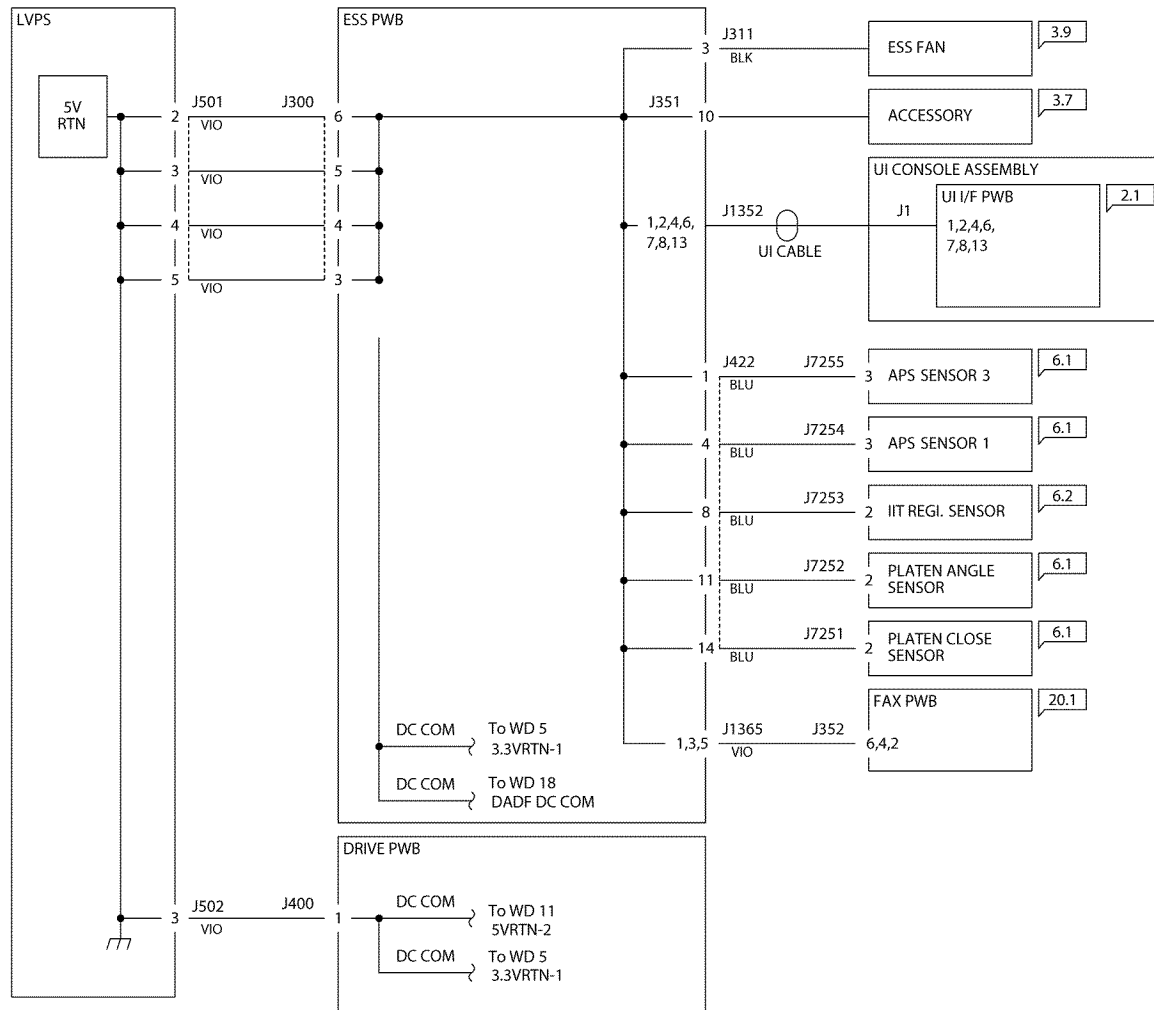 LVPS
ESS PWB
5V
RTN
2 J501 J300 6
VIO
3 5
VIO
4 4
VIO
5 3
VIO
3 J311
BLK
ESS FAN
3.9
J351 10
ACCESSORY
3.7
UI CONSOLE ASSEMBLY
UI I/F PWB
2.1
1,2,4,6,
7,8,13
J1352
UI CABLE
J1
1,2,4,6,
7,8,13
1 J422 J7255 3 APS SENSOR 3
BLU
6.1
4 J7254 3 APS SENSOR 1
BLU
6.1
8 J7253 2 IIT REGI. SENSOR
BLU
6.2
11 J7252 2 PLATEN ANGLE
SENSOR
BLU
6.1
14 J7251 2 PLATEN CLOSE
SENSOR
BLU
6.1
FAX PWB
20.1
1,3,5 J1365 J352 6,4,2
VIO
DC COM To WD 5
3.3VRTN-1
DC COM To WD 18
DADF DC COM
DRIVE PWB
3 J502 J400 1
VIO
DC COM To WD 11
5VRTN-2
DC COM To WD 5
3.3VRTN-1